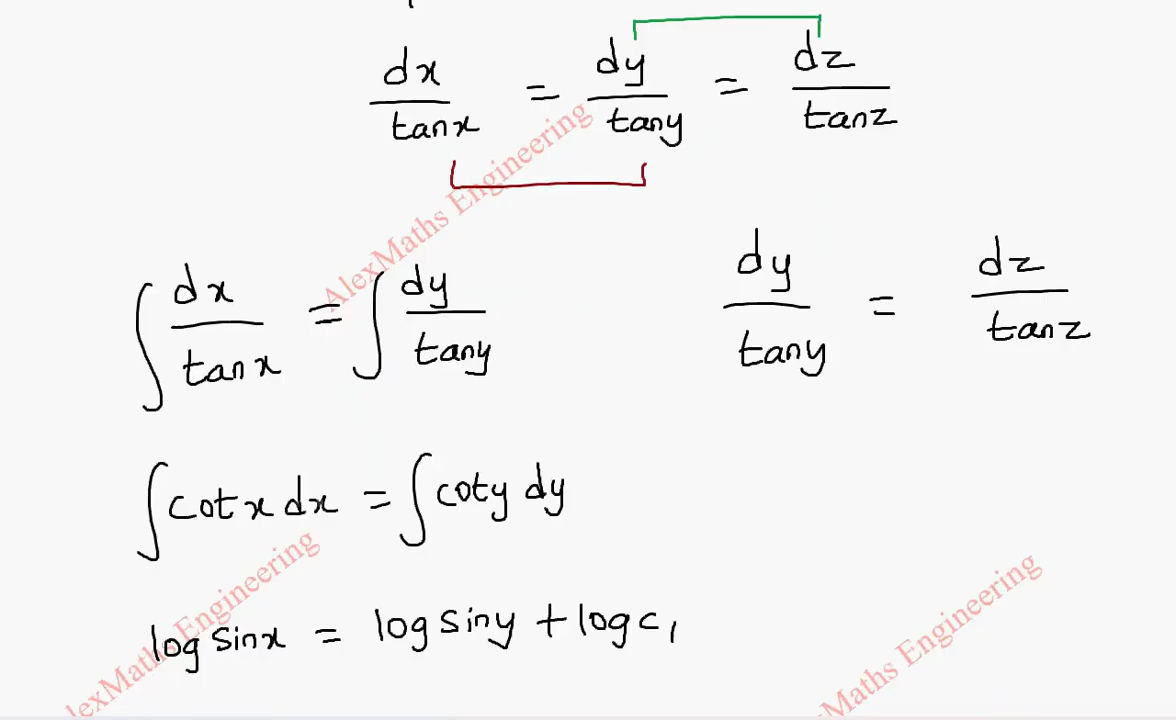 dx/tanx = dy/tany = dz/tanz
∫ dx/tanx = ∫ dy/tany
dy/tany = dz/tanz
∫ cotx dx = ∫ coty dy
log sinx = log siny + log c₁
AlexMaths Engineering
AlexMaths Engineering
AlexMaths Engineering